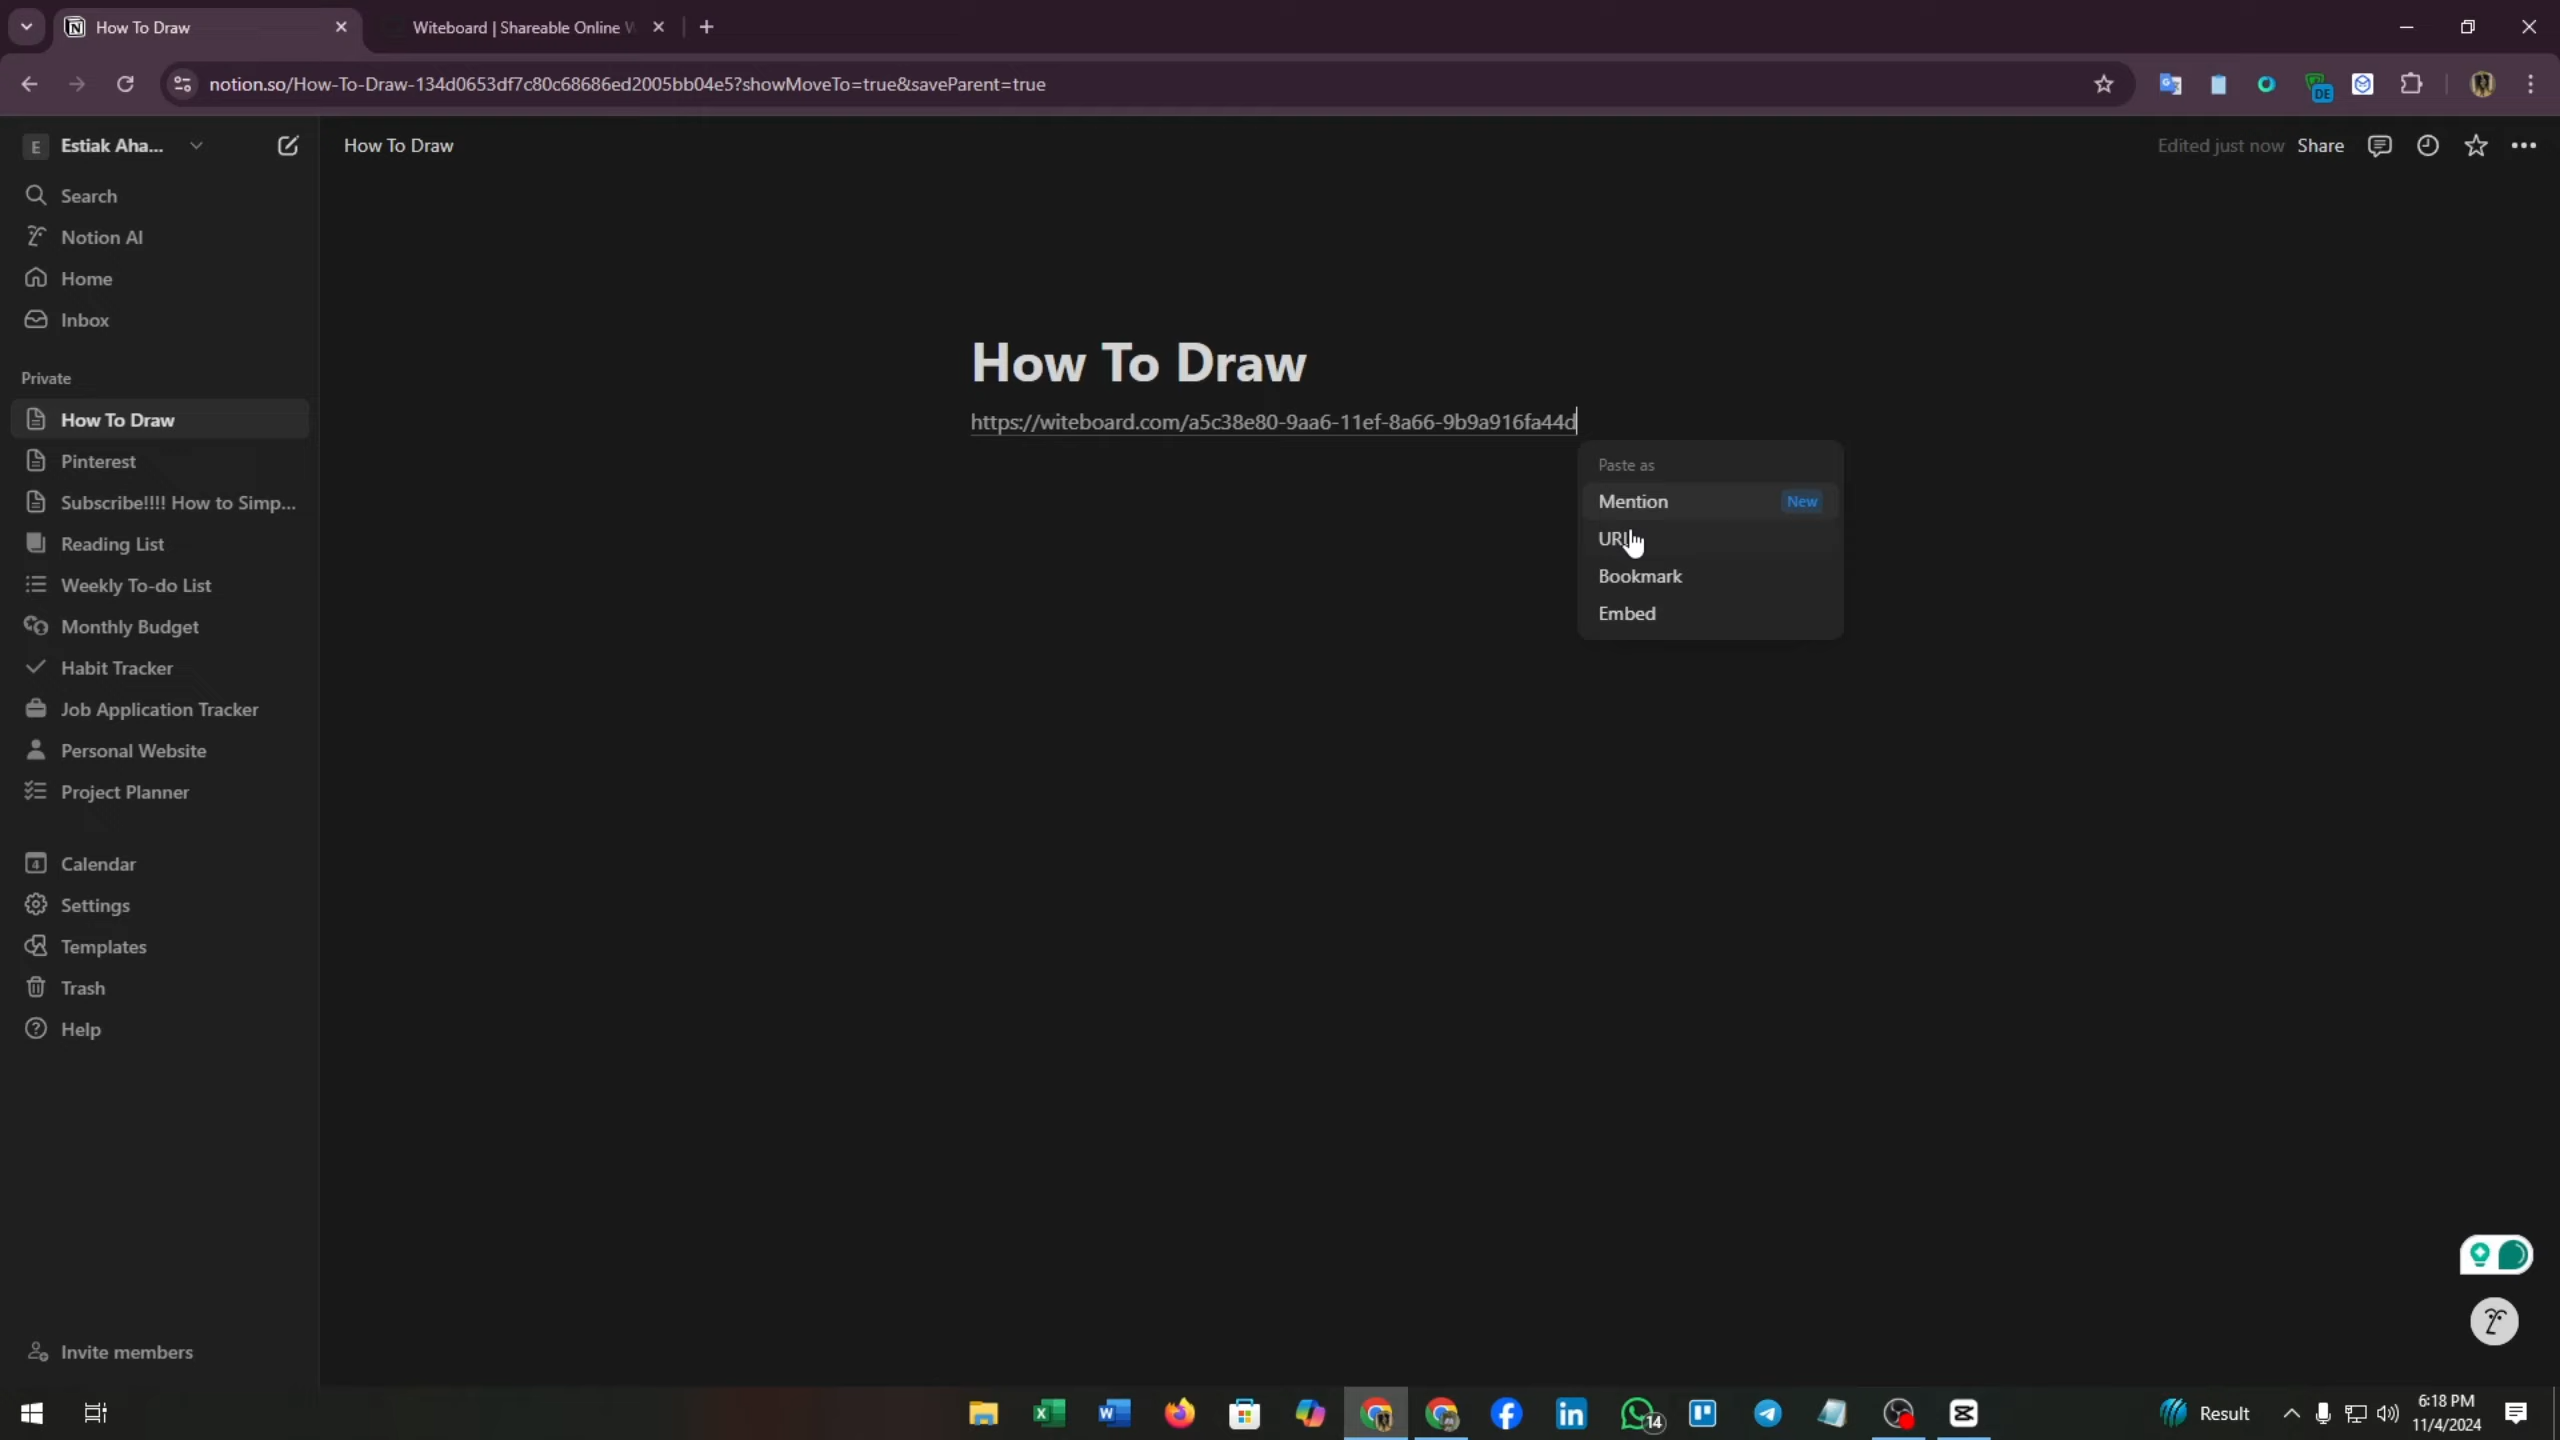 How To Draw
Witeboard | Shareable Online W
notion.so/How-To-Draw-134d0653df7c80c68686ed2005bb04e5?showMoveTo=true&saveParent=true
DE
E Estiak Aha...
How To Draw
Edited just now Share
Search
Notion AI
Home
Inbox
Private
How To Draw
Pinterest
Subscribe!!!! How to Simp...
Reading List
Weekly To-do List
Monthly Budget
Habit Tracker
Job Application Tracker
Personal Website
Project Planner
4 Calendar
Settings
Templates
Trash
Help
Invite members
How To Draw
https://witeboard.com/a5c38e80-9aa6-11ef-8a66-9b9a916fa44d
Paste as
Mention New
URL
Bookmark
Embed
14
Result
6:18 PM
11/4/2024